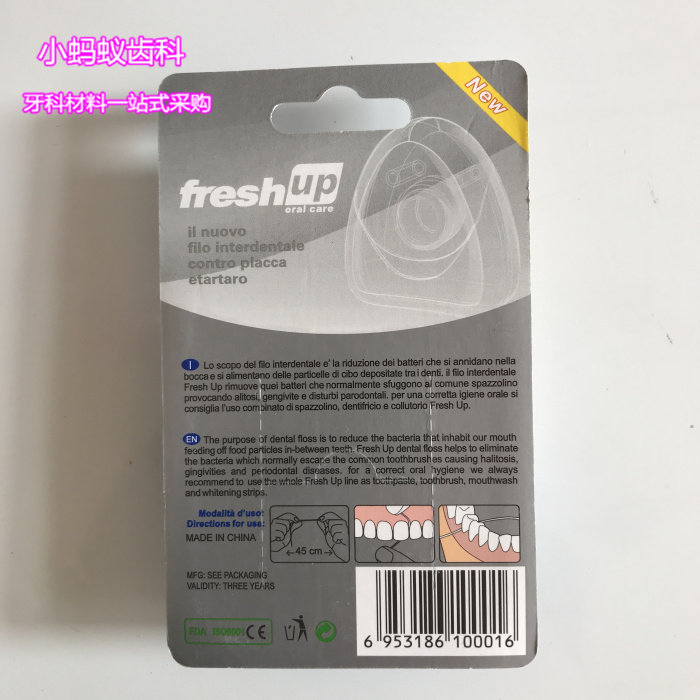 小蚂蚁齿科
牙科材料一站式采购
New
fresh up
oral care
il nuovo
filo interdentale
contro placca
etartaro
I Lo scopo del filo interdentale e' la riduzione dei batteri che si annidano nella
bocca e si alimentano delle particelle di cibo depositate tra i denti. il filo interdentale
Fresh Up rimuove quei batteri che normalmente sfuggono al comune spazzolino
provocando alitosi, gengivite e disturbi parodontali. per una corretta igiene orale si
consiglia l'uso combinato di spazzolino, dentifricio e collutorio Fresh Up.
EN The purpose of dental floss is to reduce the bacteria that inhabit our mouth
feeding off food particles in-between teeth. Fresh Up dental floss helps to eliminate
the bacteria which normally escape the common toothbrushes causing halitosis,
gingivities and periodontal diseases. for a correct oral hygiene we always
recommend to use the whole Fresh Up line as toothpaste, toothbrush, mouthwash
and whitening strips.
Modalità d'uso:
Directions for use:
MADE IN CHINA
45 cm
MFG: SEE PACKAGING
VALIDITY: THREE YEARS
FDA ISO9001 CE
6 953186 100016